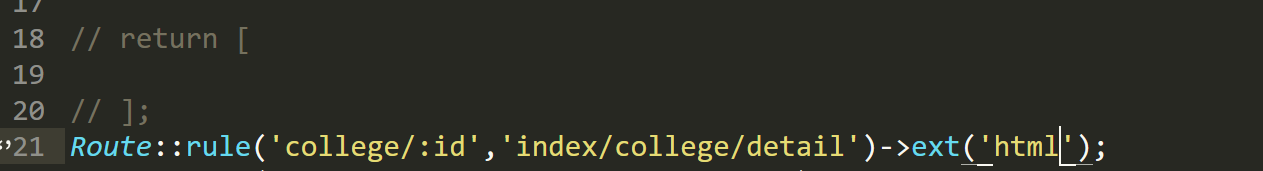 17
18 // return [
19
20 // ];
21 Route::rule('college/:id','index/college/detail')->ext('html');